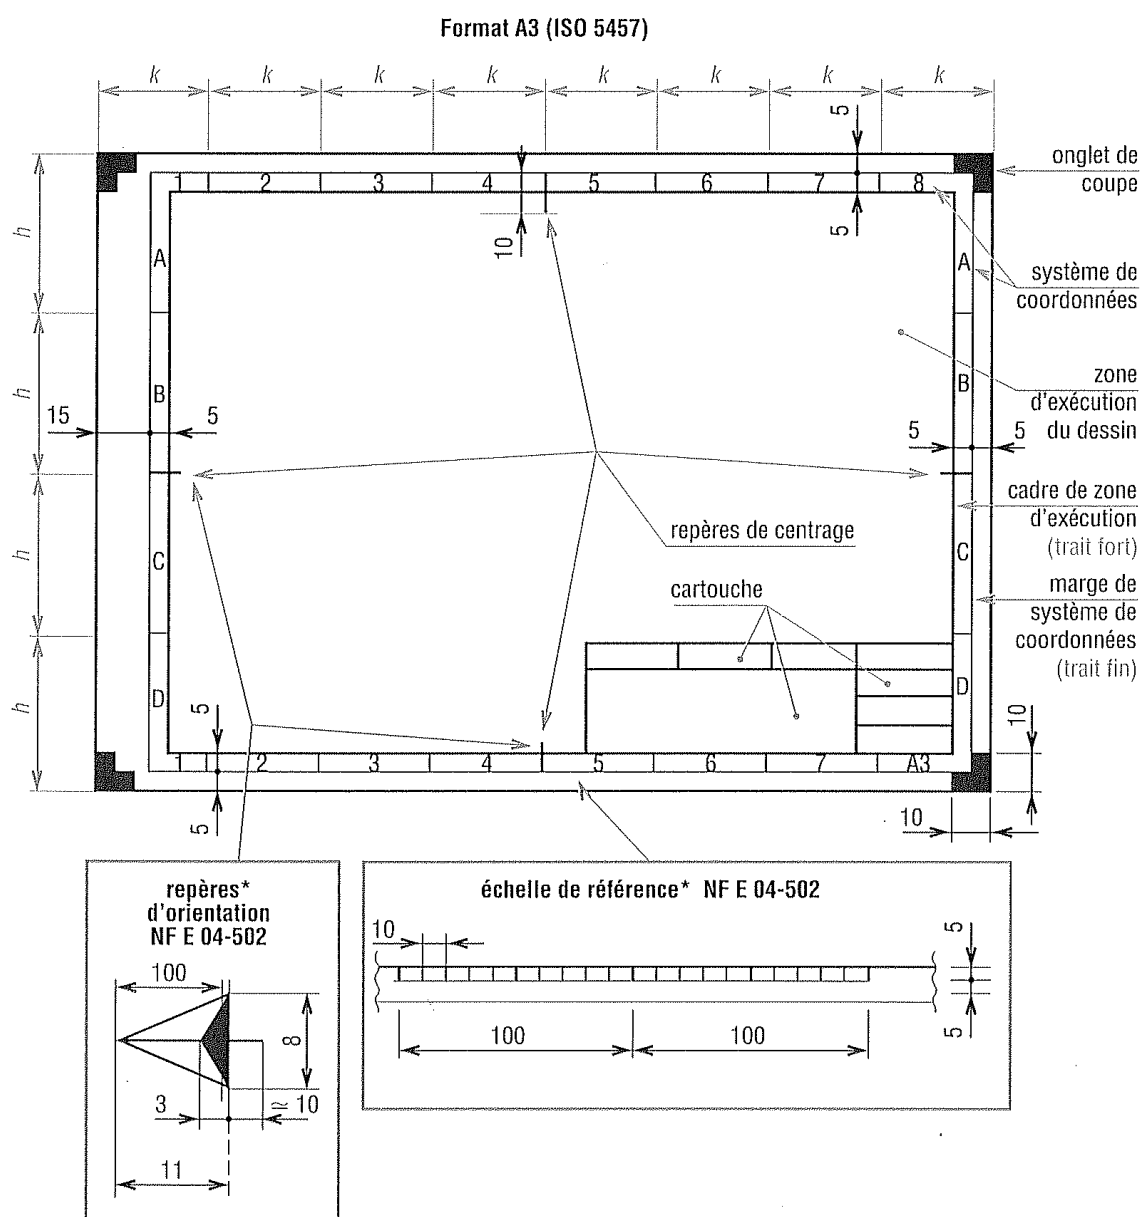 Format A3 (ISO 5457)
k k k k k k k k
5
onglet de
coupe
1 2 3 4 5 6 7 8
10
5
h
A
A
système de
coordonnées
h
B
B
zone
d'exécution
du dessin
15
5
5
5
repères de centrage
cadre de zone
d'exécution
(trait fort)
h
C
C
cartouche
marge de
système de
coordonnées
(trait fin)
h
D
D
5
10
1 2 3 4 5 6 7 A3
5
10
repères*
d'orientation
NF E 04-502
100
8
3
≃ 10
11
échelle de référence* NF E 04-502
10
5
100
100
5